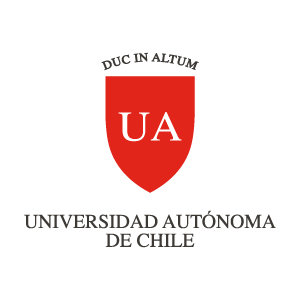 DUC IN ALTUM
UA
UNIVERSIDAD AUTÓNOMA
DE CHILE